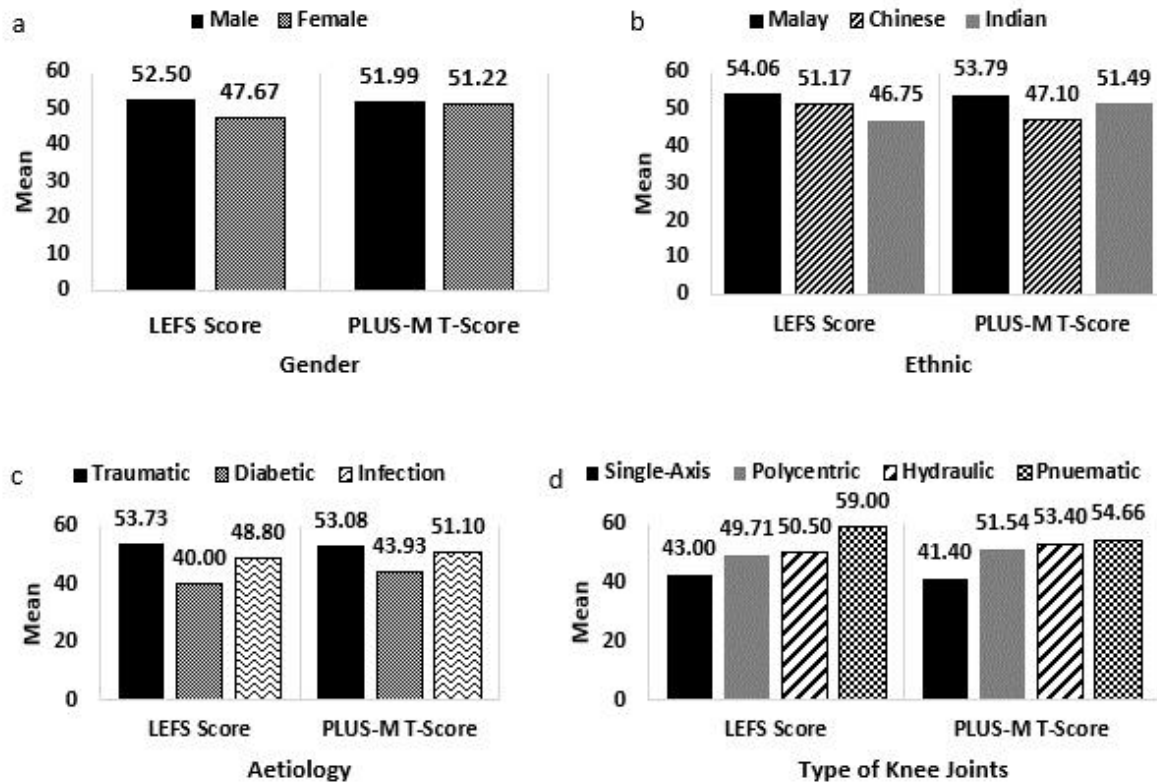 a
Male Female
60
50
40
30
20
10
0
Mean
52.50
47.67
51.99
51.22
LEFS Score PLUS-M T-Score
Gender
b
Malay Chinese Indian
60
50
40
30
20
10
0
Mean
54.06
51.17
46.75
53.79
47.10
51.49
LEFS Score PLUS-M T-Score
Ethnic
c
Traumatic Diabetic Infection
60
40
20
0
Mean
53.73
40.00
48.80
53.08
43.93
51.10
LEFS Score PLUS-M T-Score
Aetiology
d
Single-Axis Polycentric Hydraulic Pnuematic
60
40
20
0
Mean
43.00
49.71
50.50
59.00
41.40
51.54
53.40
54.66
LEFS Score PLUS-M T-Score
Type of Knee Joints